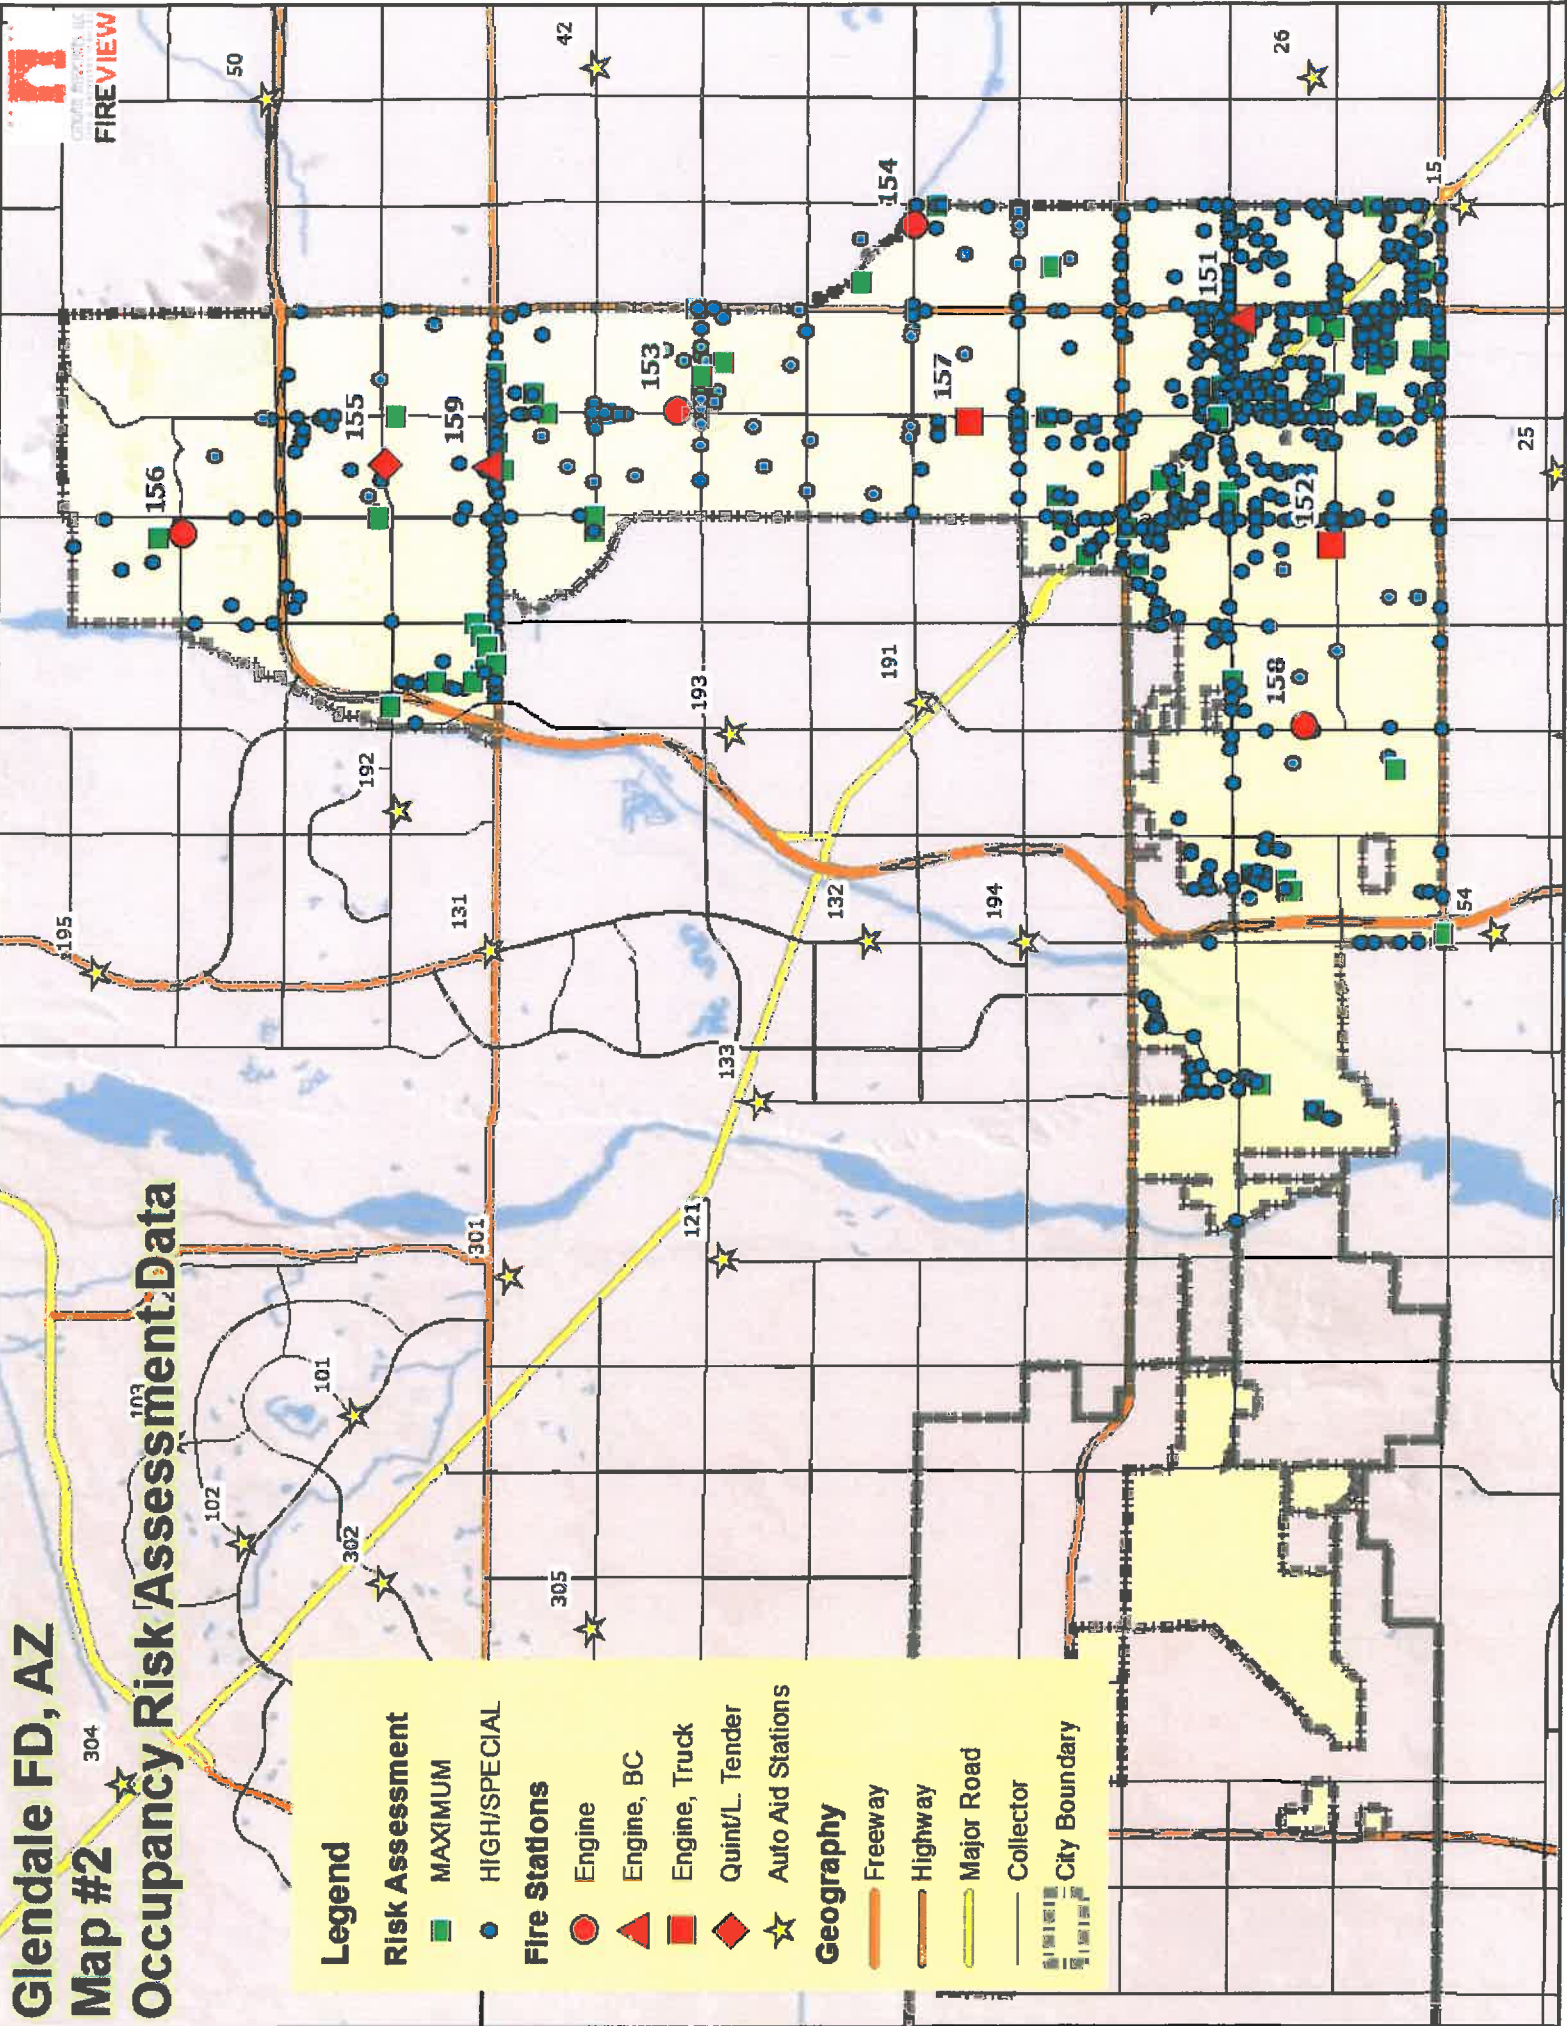 Glendale FD, AZ
Map #2
Occupancy Risk Assessment Data
FIREVIEW
Legend
Risk Assessment
MAXIMUM
HIGH/SPECIAL
Fire Stations
Engine
Engine, BC
Engine, Truck
Quint/L. Tender
Auto Aid Stations
Geography
Freeway
Highway
Major Road
Collector
City Boundary
304
302
102
103
101
305
301
121
195
131
133
132
194
192
193
191
156
155
159
153
157
154
151
152
158
50
42
26
15
25
54